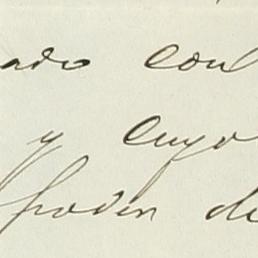 ado con
y cuyo
poder de